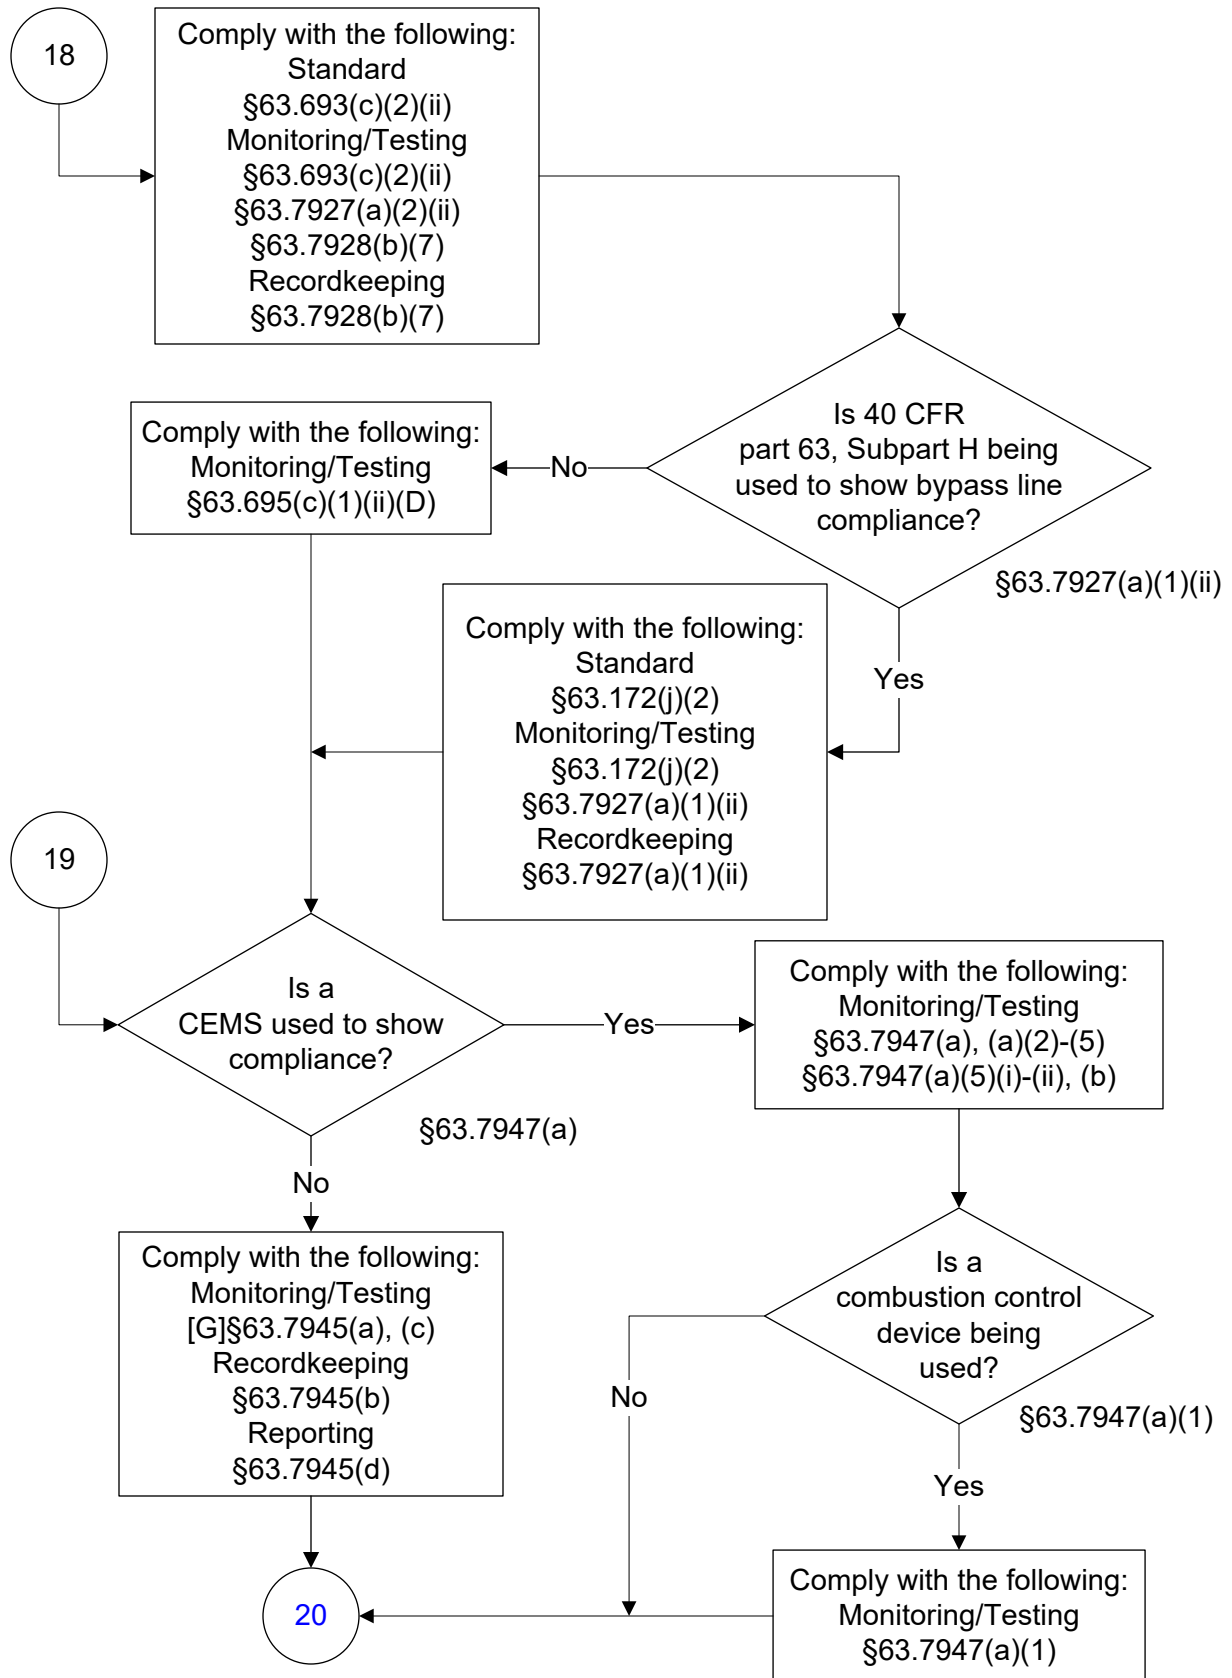 18
Comply with the following:
Standard
§63.693(c)(2)(ii)
Monitoring/Testing
§63.693(c)(2)(ii)
§63.7927(a)(2)(ii)
§63.7928(b)(7)
Recordkeeping
§63.7928(b)(7)
Is 40 CFR
part 63, Subpart H being
used to show bypass line
compliance?
§63.7927(a)(1)(ii)
No
Comply with the following:
Monitoring/Testing
§63.695(c)(1)(ii)(D)
Yes
Comply with the following:
Standard
§63.172(j)(2)
Monitoring/Testing
§63.172(j)(2)
§63.7927(a)(1)(ii)
Recordkeeping
§63.7927(a)(1)(ii)
19
Is a
CEMS used to show
compliance?
§63.7947(a)
Yes
Comply with the following:
Monitoring/Testing
§63.7947(a), (a)(2)-(5)
§63.7947(a)(5)(i)-(ii), (b)
No
Comply with the following:
Monitoring/Testing
[G]§63.7945(a), (c)
Recordkeeping
§63.7945(b)
Reporting
§63.7945(d)
Is a
combustion control
device being
used?
§63.7947(a)(1)
No
Yes
Comply with the following:
Monitoring/Testing
§63.7947(a)(1)
20